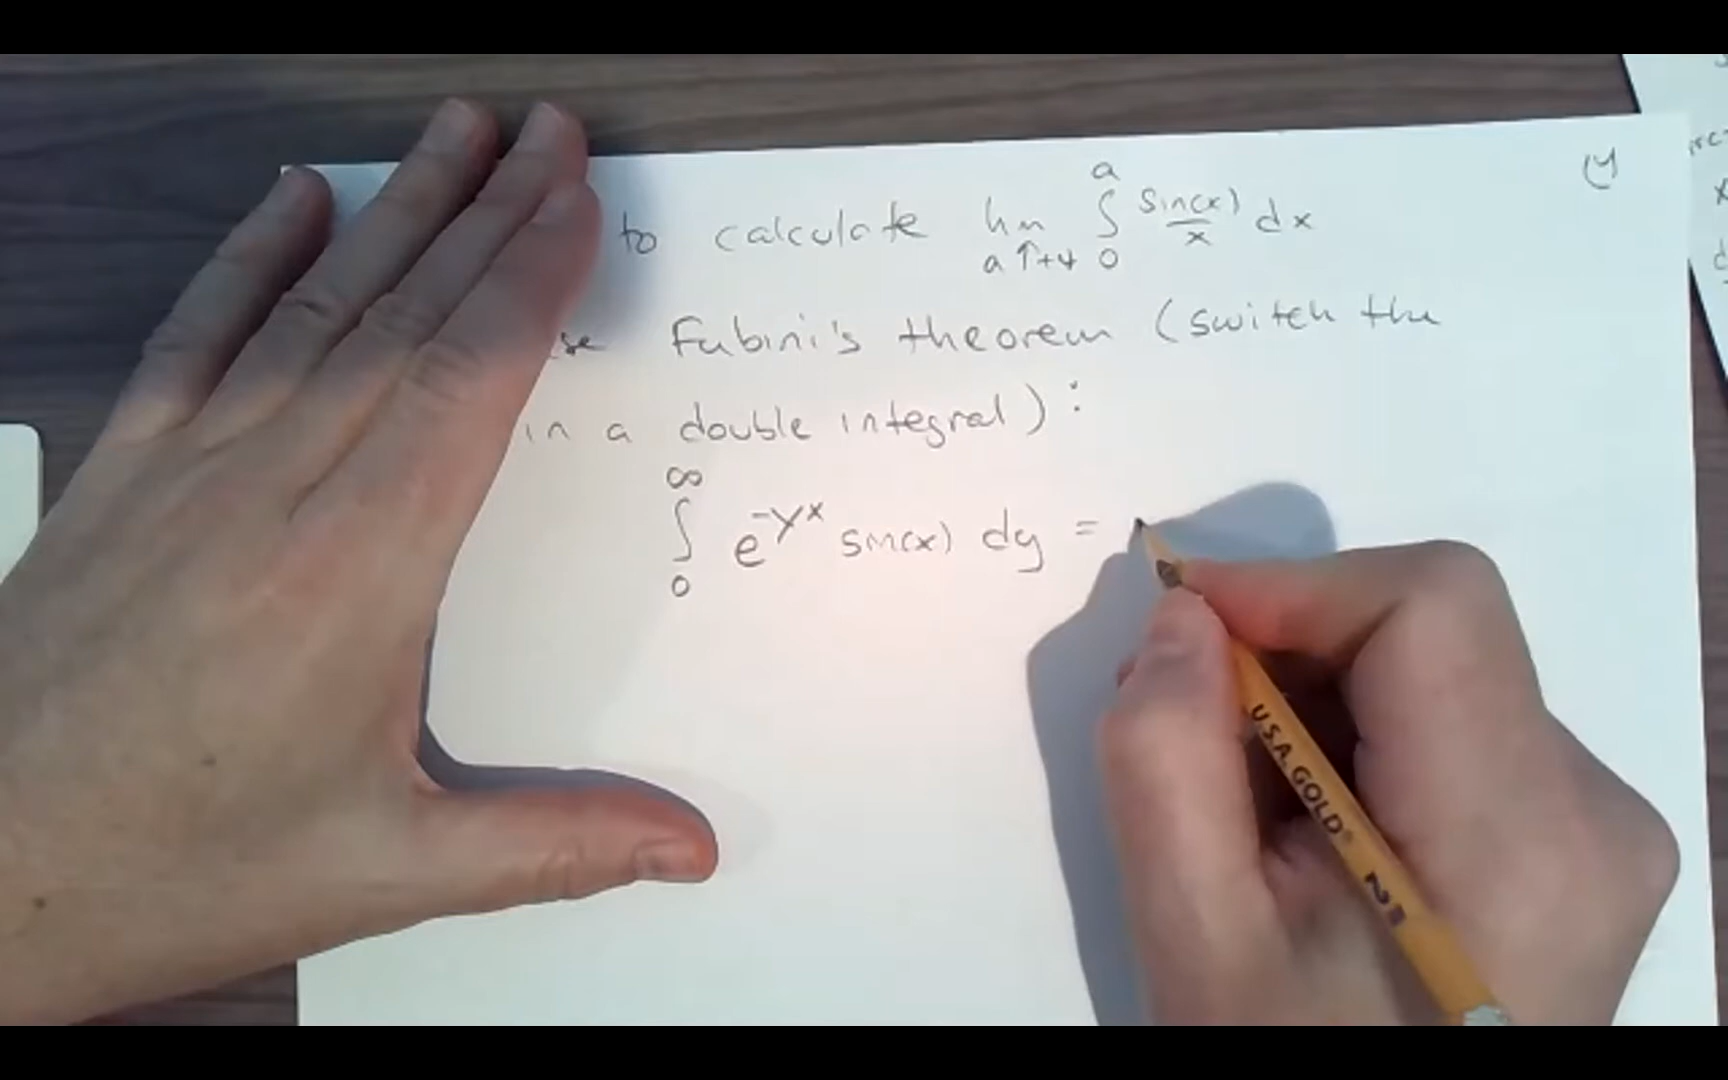 to calculate lim ∫₀ᵃ sin(x)/x dx
a↑+∞
se Fubini's theorem (switch the
in a double integral):
∫₀^∞ e^{-yx} sin(x) dy =
U.S.A. GOLD® 2